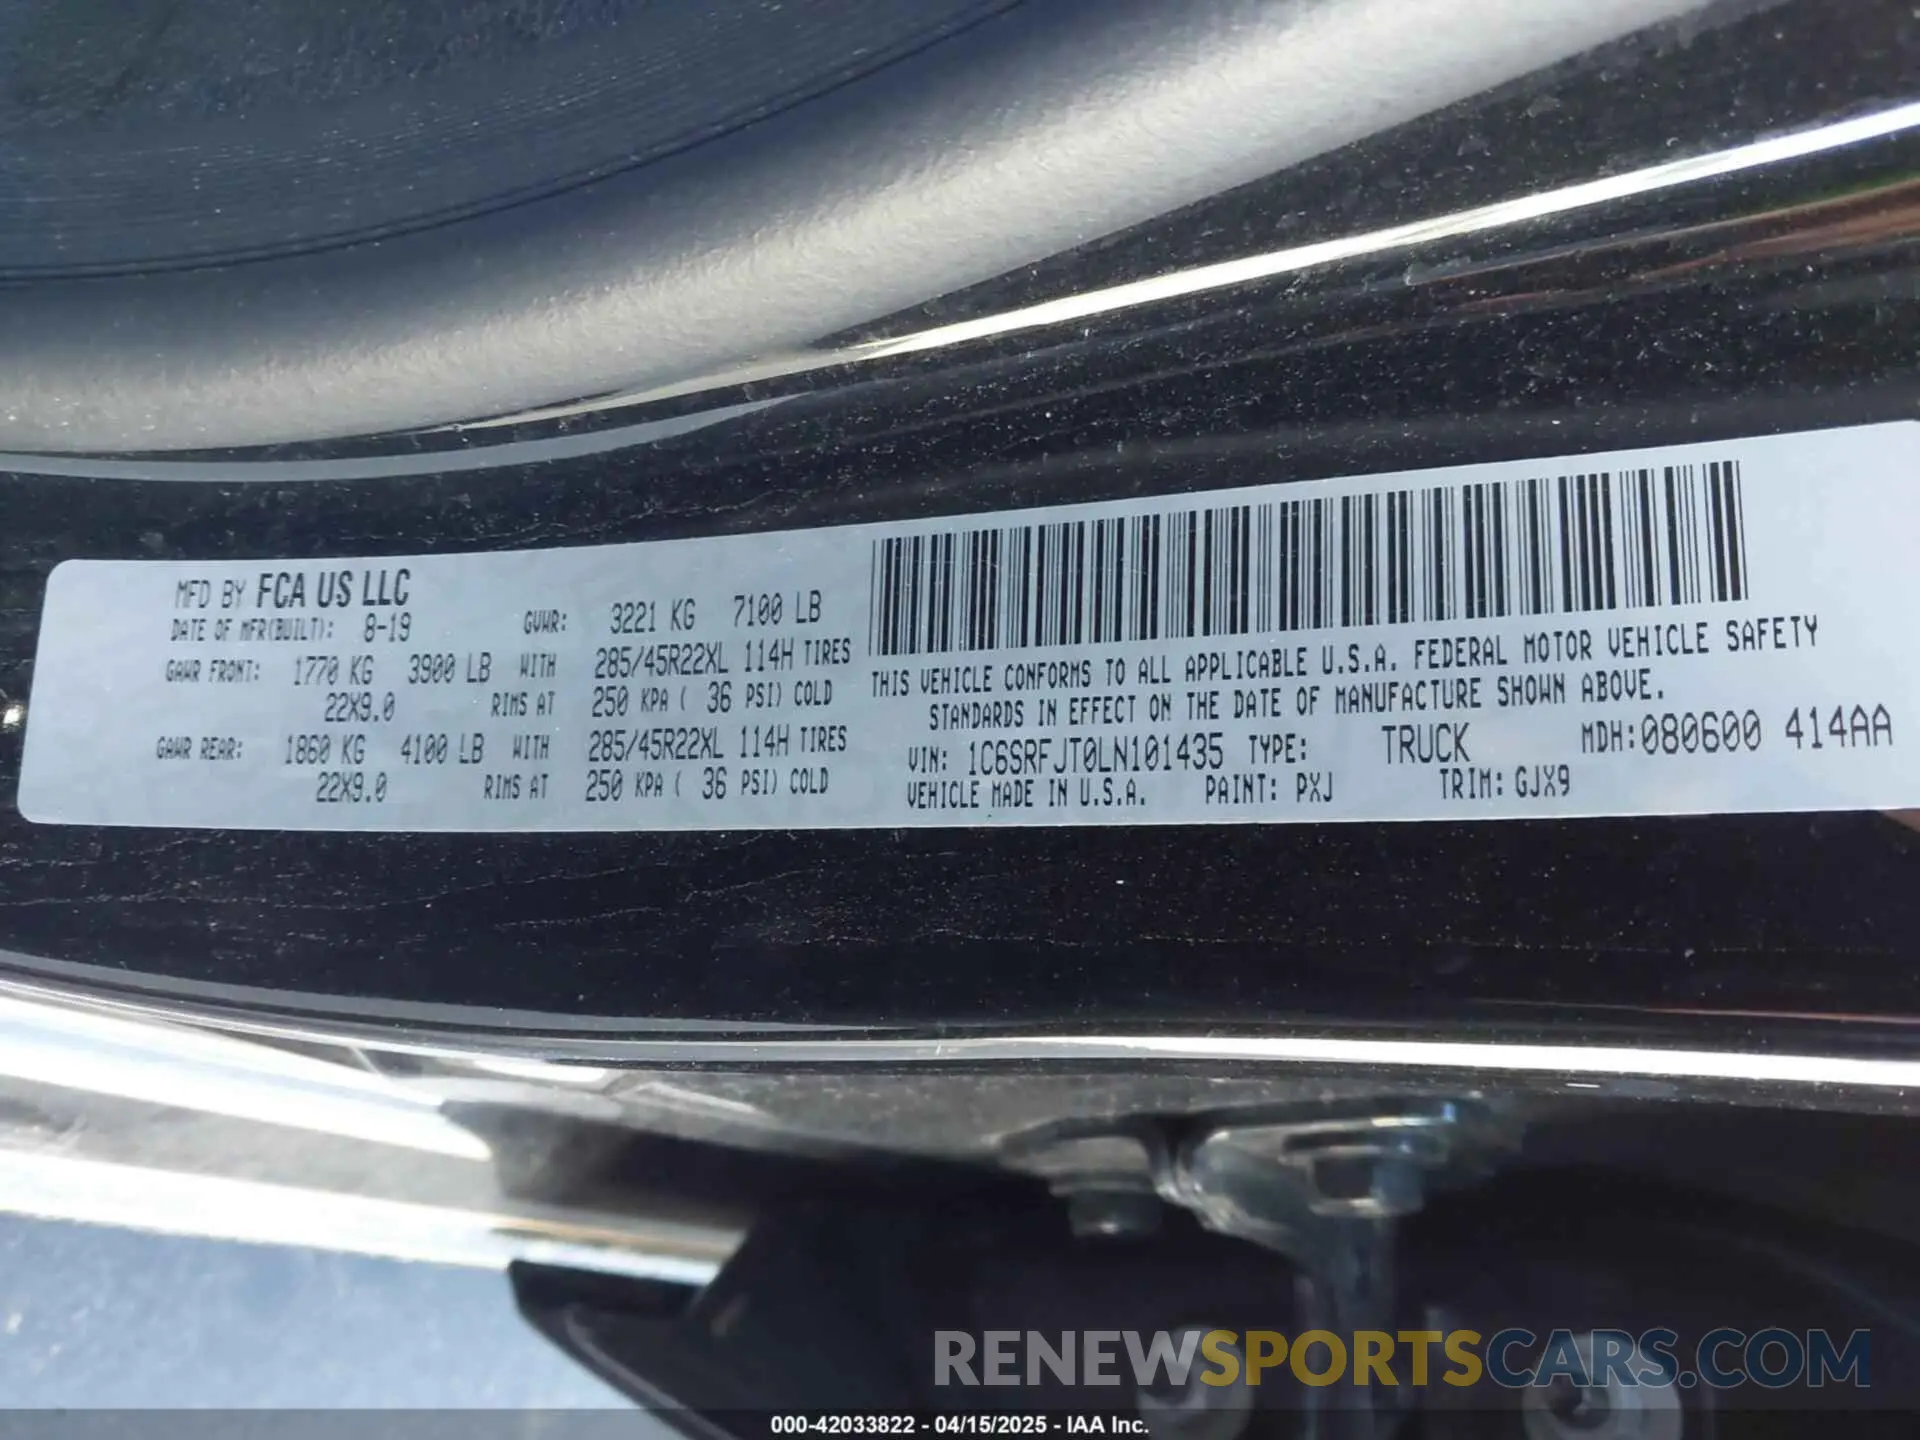 MFD BY FCA US LLC
DATE OF MFR(BUILT): 8-19 GVWR: 3221 KG 7100 LB
GAWR FRONT: 1770 KG 3900 LB WITH 285/45R22XL 114H TIRES
22X9.0 RIMS AT 250 KPA ( 36 PSI) COLD
GAWR REAR: 1860 KG 4100 LB WITH 285/45R22XL 114H TIRES
22X9.0 RIMS AT 250 KPA ( 36 PSI) COLD
THIS VEHICLE CONFORMS TO ALL APPLICABLE U.S.A. FEDERAL MOTOR VEHICLE SAFETY
STANDARDS IN EFFECT ON THE DATE OF MANUFACTURE SHOWN ABOVE.
VIN: 1C6SRFJT0LN101435 TYPE: TRUCK MDH:080600 414AA
VEHICLE MADE IN U.S.A. PAINT: PXJ TRIM: GJX9
RENEWSPORTSCARS.COM
000-42033822 - 04/15/2025 - IAA Inc.